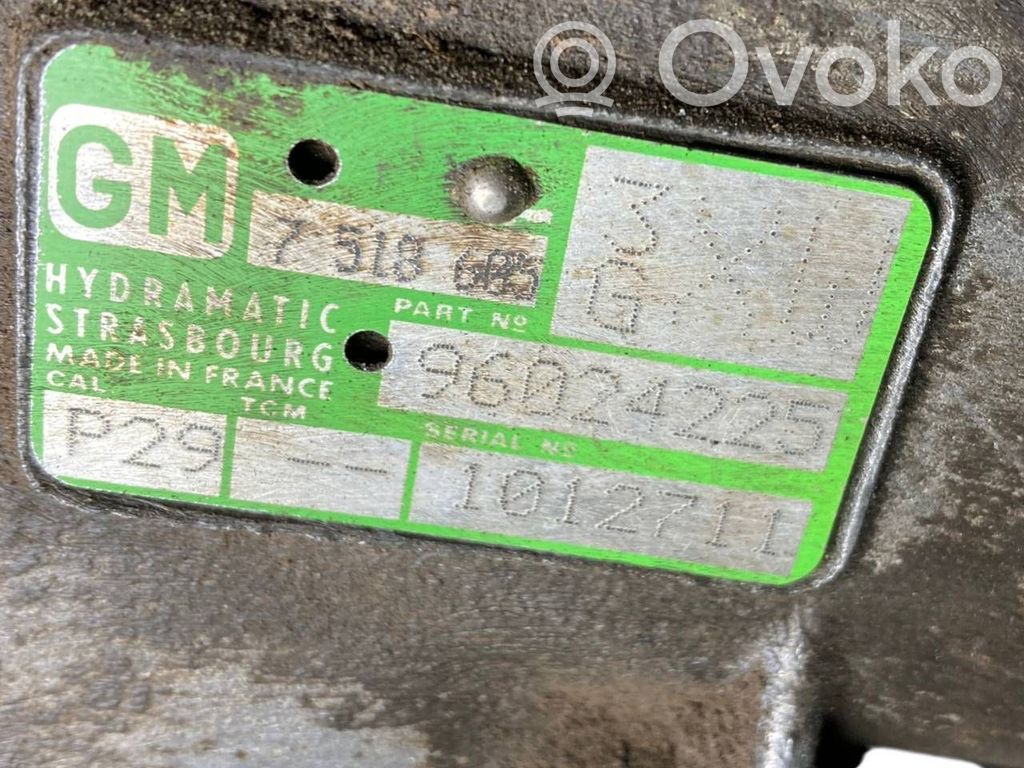 Ovoko
GM
7 518
HYDRAMATIC
STRASBOURG
MADE IN FRANCE
CAL
TCM
P29
--
PART No
96024225
SERIAL No
1012711
3
G